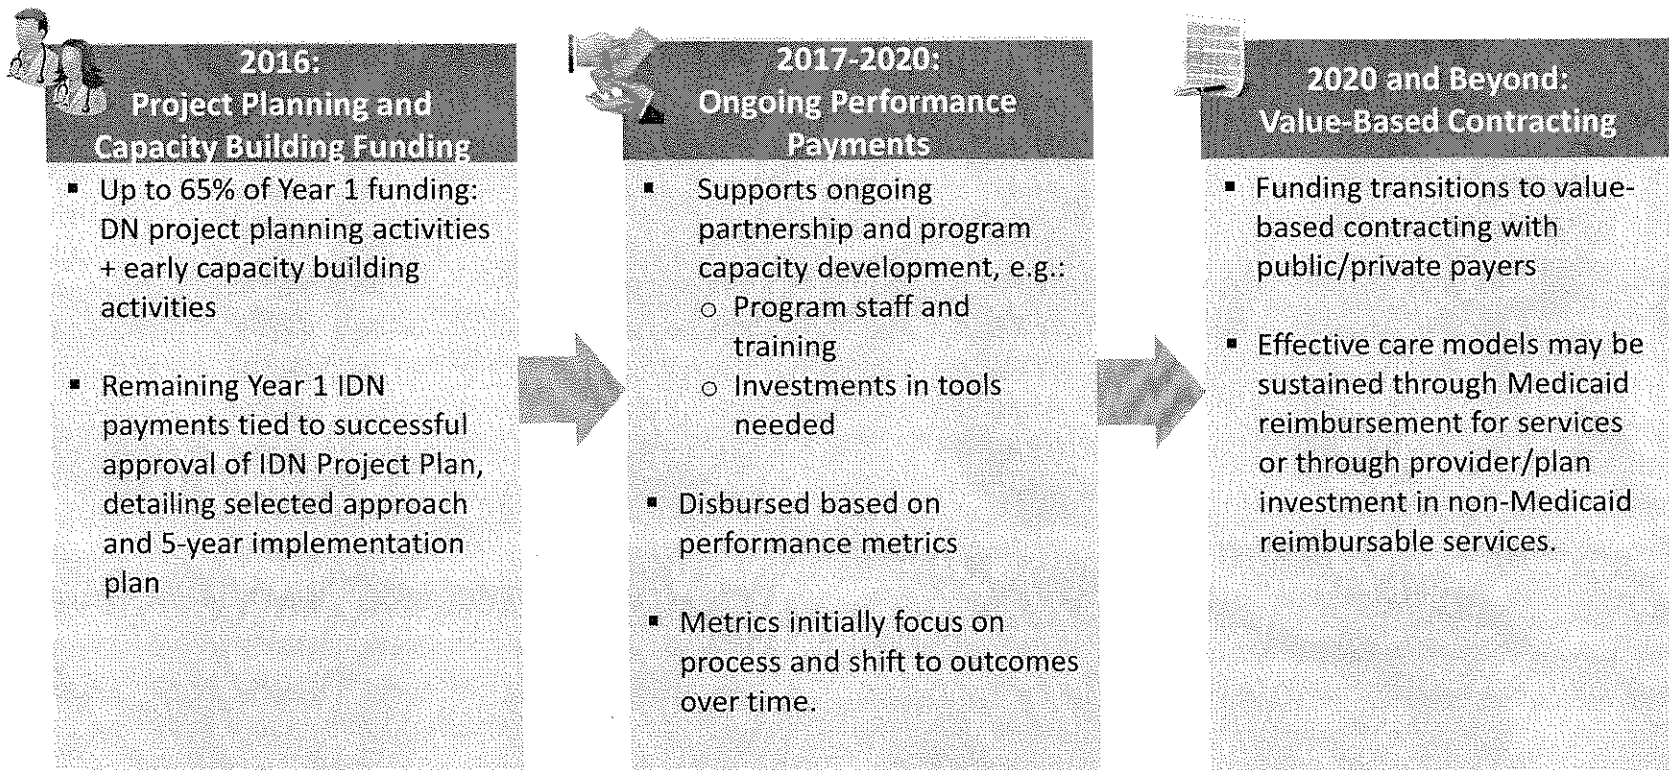 2016:
Project Planning and
Capacity Building Funding
▪ Up to 65% of Year 1 funding:
DN project planning activities
+ early capacity building
activities
▪ Remaining Year 1 IDN
payments tied to successful
approval of IDN Project Plan,
detailing selected approach
and 5-year implementation
plan
2017-2020:
Ongoing Performance
Payments
▪ Supports ongoing
partnership and program
capacity development, e.g.:
o Program staff and
training
o Investments in tools
needed
▪ Disbursed based on
performance metrics
▪ Metrics initially focus on
process and shift to outcomes
over time.
2020 and Beyond:
Value-Based Contracting
▪ Funding transitions to value-
based contracting with
public/private payers
▪ Effective care models may be
sustained through Medicaid
reimbursement for services
or through provider/plan
investment in non-Medicaid
reimbursable services.